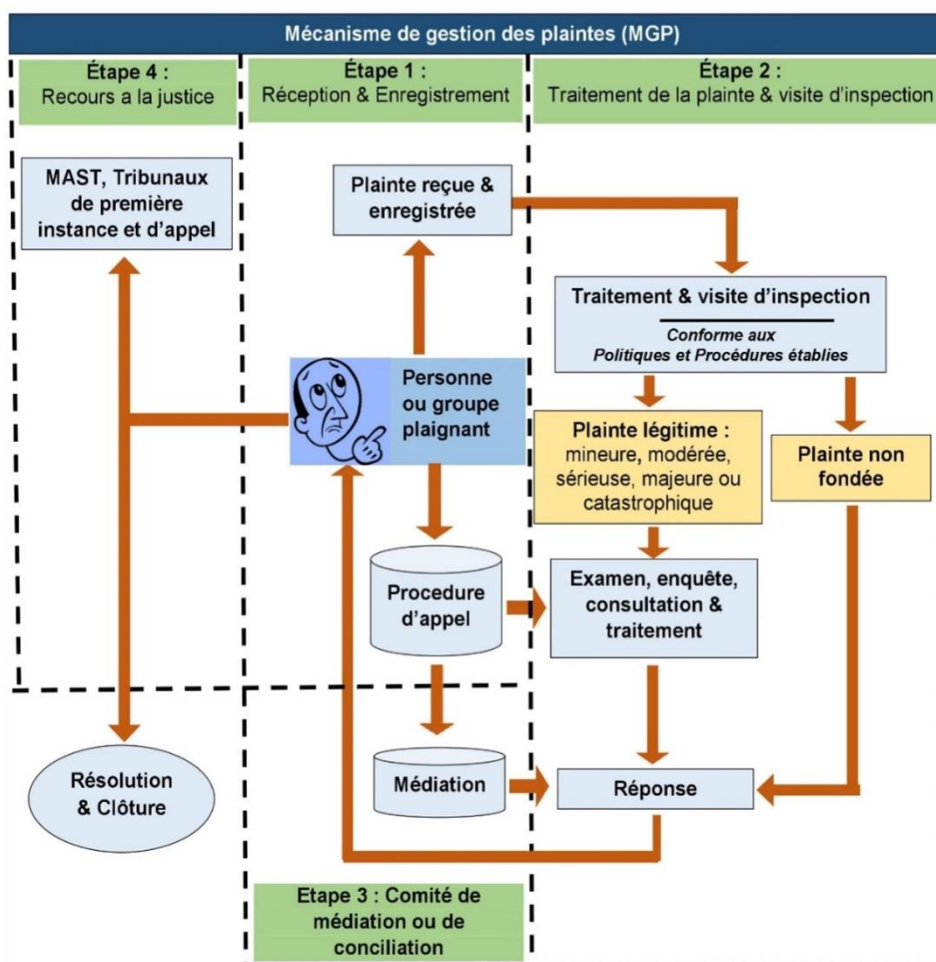 Mécanisme de gestion des plaintes (MGP)
Étape 4 :
Recours a la justice
Étape 1 :
Réception & Enregistrement
Étape 2 :
Traitement de la plainte & visite d’inspection
MAST, Tribunaux
de première
instance et d’appel
Plainte reçue &
enregistrée
Traitement & visite d’inspection
Conforme aux
Politiques et Procédures établies
Personne
ou groupe
plaignant
Plainte légitime :
mineure, modérée,
sérieuse, majeure ou
catastrophique
Plainte non
fondée
Procedure
d’appel
Examen, enquête,
consultation &
traitement
Résolution
& Clôture
Médiation
Réponse
Etape 3 : Comité de
médiation ou de
conciliation